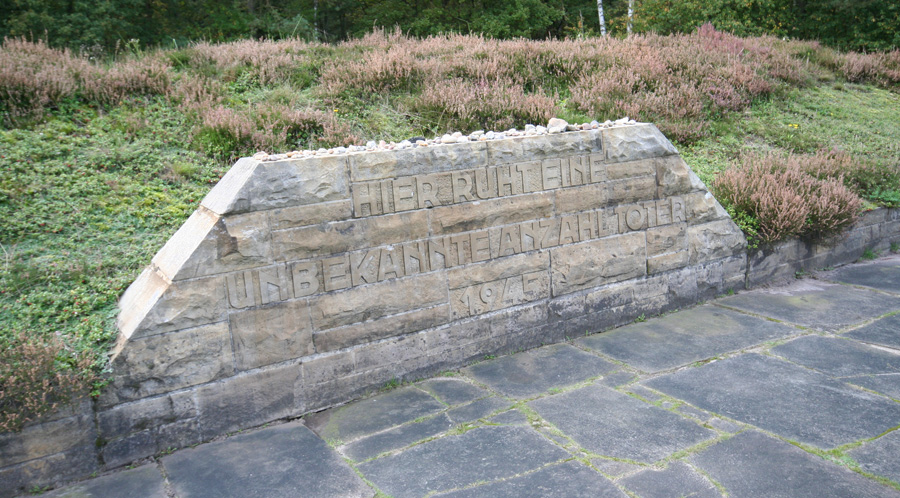 HIER RUHT EINE
UNBEKANNTE ANZAHL TOTER
1945